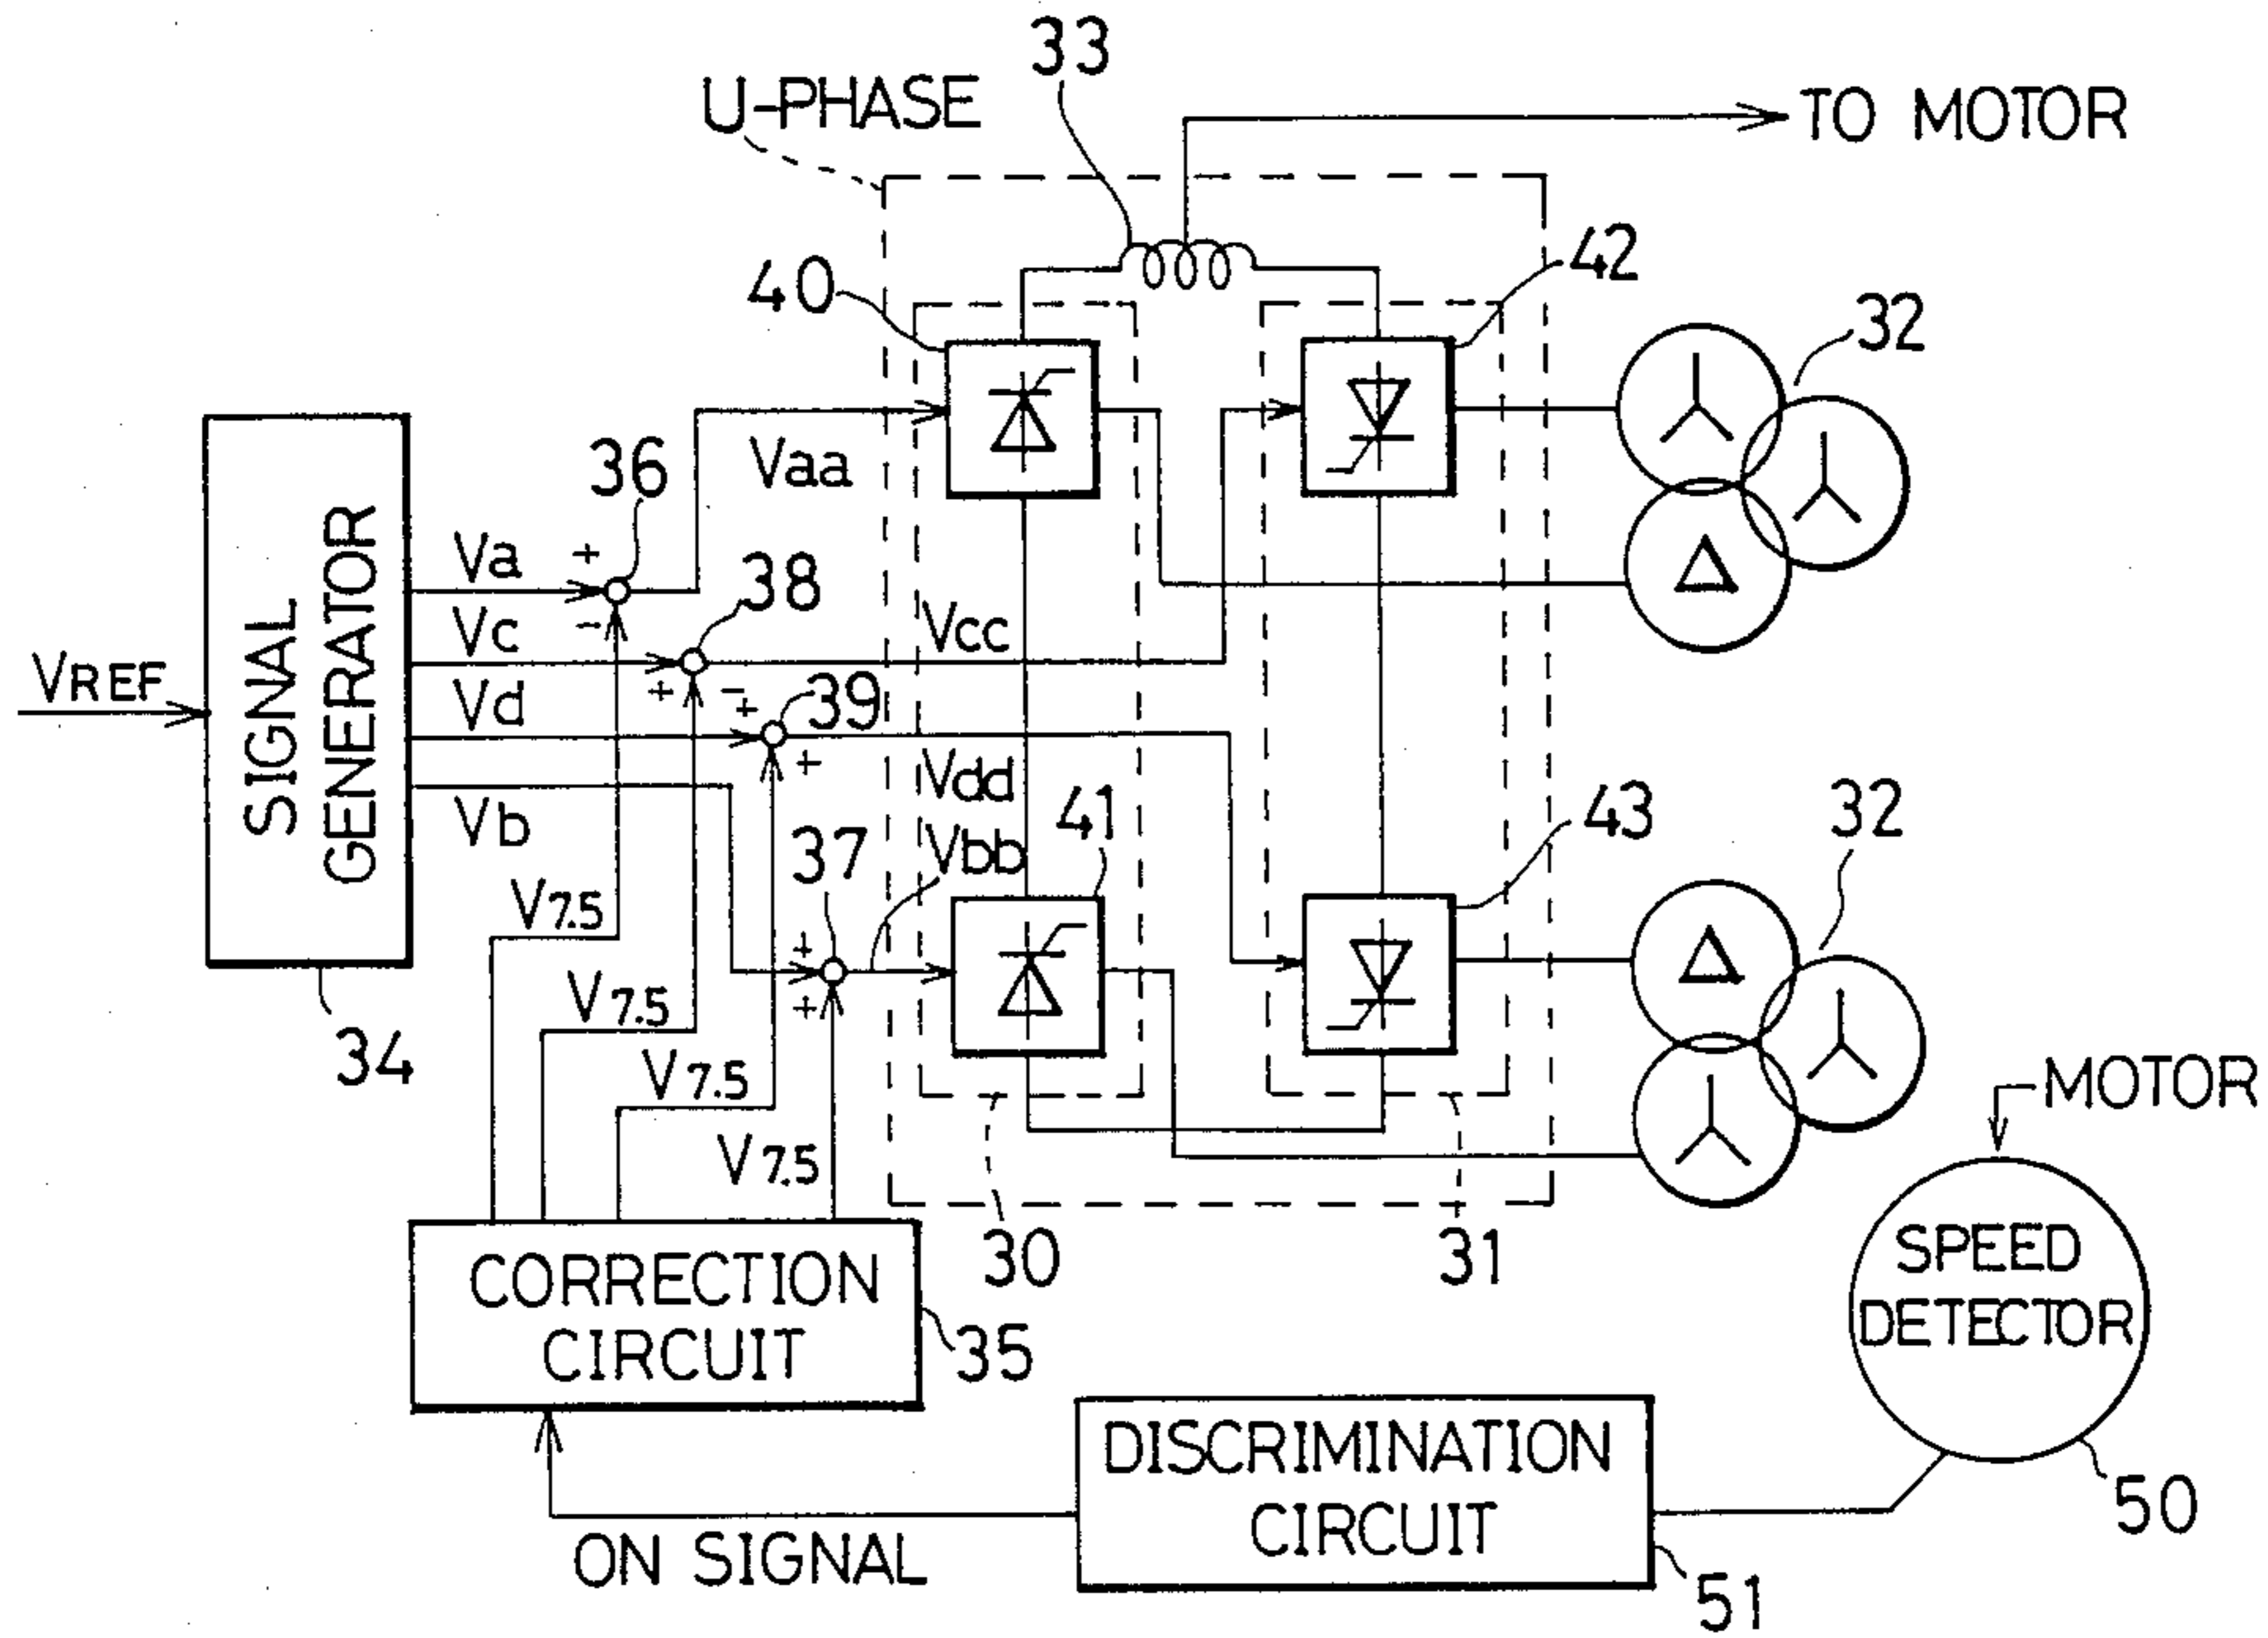 33
U-PHASE
TO MOTOR
40
42
32
36
Vaa
SIGNAL
GENERATOR
Va
+
-
38
Vc
Vcc
VREF
+
-
Vd
+
39
+
Vdd
Vb
41
43
32
37
Vbb
V7.5
+
+
V7.5
34
V7.5
MOTOR
V7.5
30
31
SPEED
DETECTOR
CORRECTION
CIRCUIT
35
DISCRIMINATION
CIRCUIT
50
ON SIGNAL
51